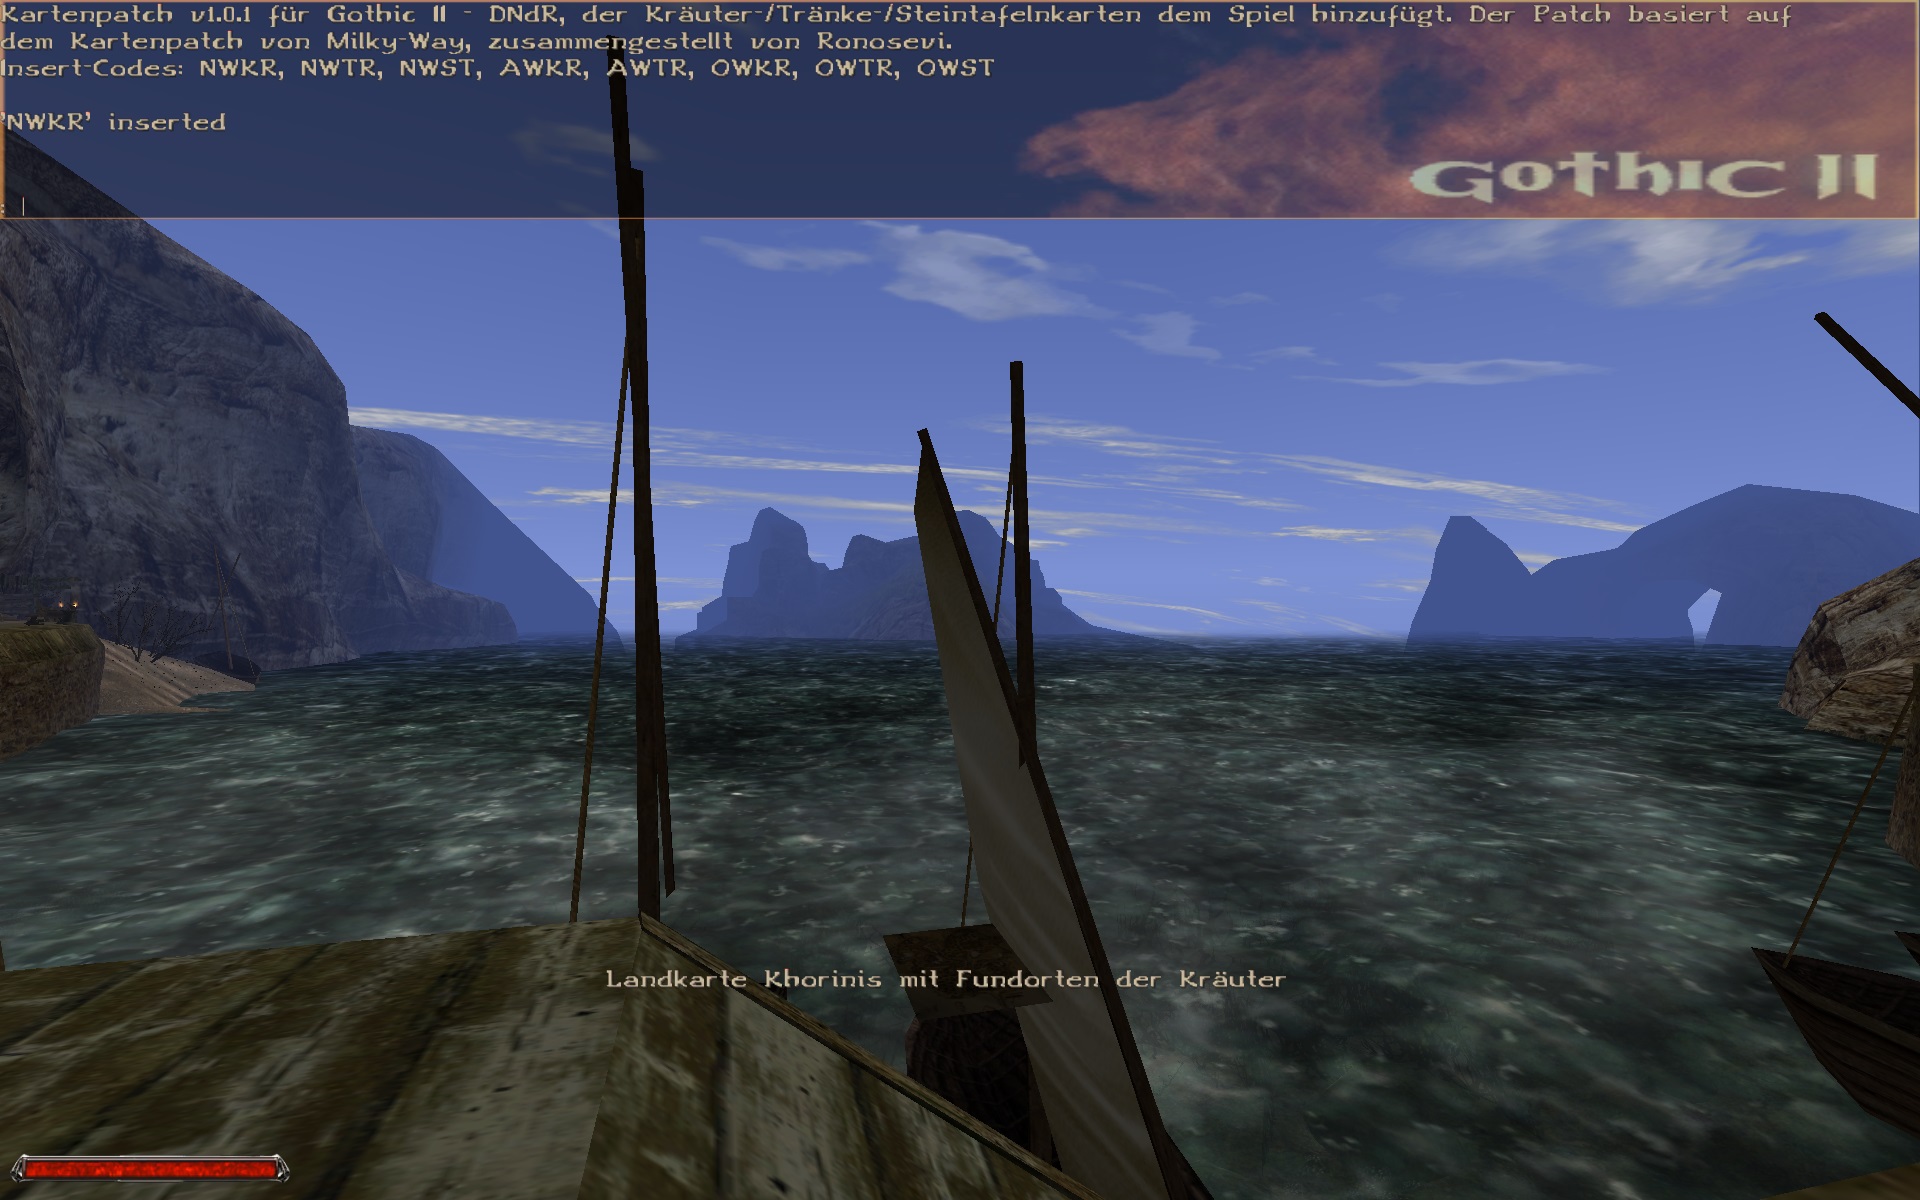 Kartenpatch v1.0.1 für Gothic II - DNdR, der Kräuter-/Tränke-/Steintafelnkarten dem Spiel hinzufügt. Der Patch basiert auf
dem Kartenpatch von Milky-Way, zusammengestellt von Ronosevi.
Insert-Codes: NWKR, NWTR, NWST, AWKR, AWTR, OWKR, OWTR, OWST
'NWKR' inserted
Gothic II
Landkarte Khorinis mit Fundorten der Kräuter